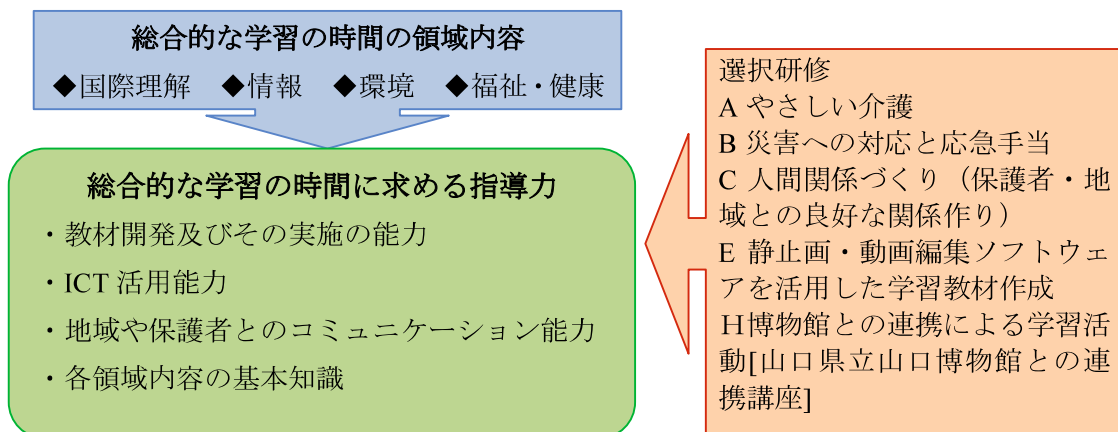 総合的な学習の時間の領域内容
◆国際理解 ◆情報 ◆環境 ◆福祉・健康
総合的な学習の時間に求める指導力
・教材開発及びその実施の能力
・ICT 活用能力
・地域や保護者とのコミュニケーション能力
・各領域内容の基本知識
選択研修
A やさしい介護
B 災害への対応と応急手当
C 人間関係づくり（保護者・地
域との良好な関係作り）
E 静止画・動画編集ソフトウェ
アを活用した学習教材作成
Ｈ博物館との連携による学習活
動[山口県立山口博物館との連
携講座]